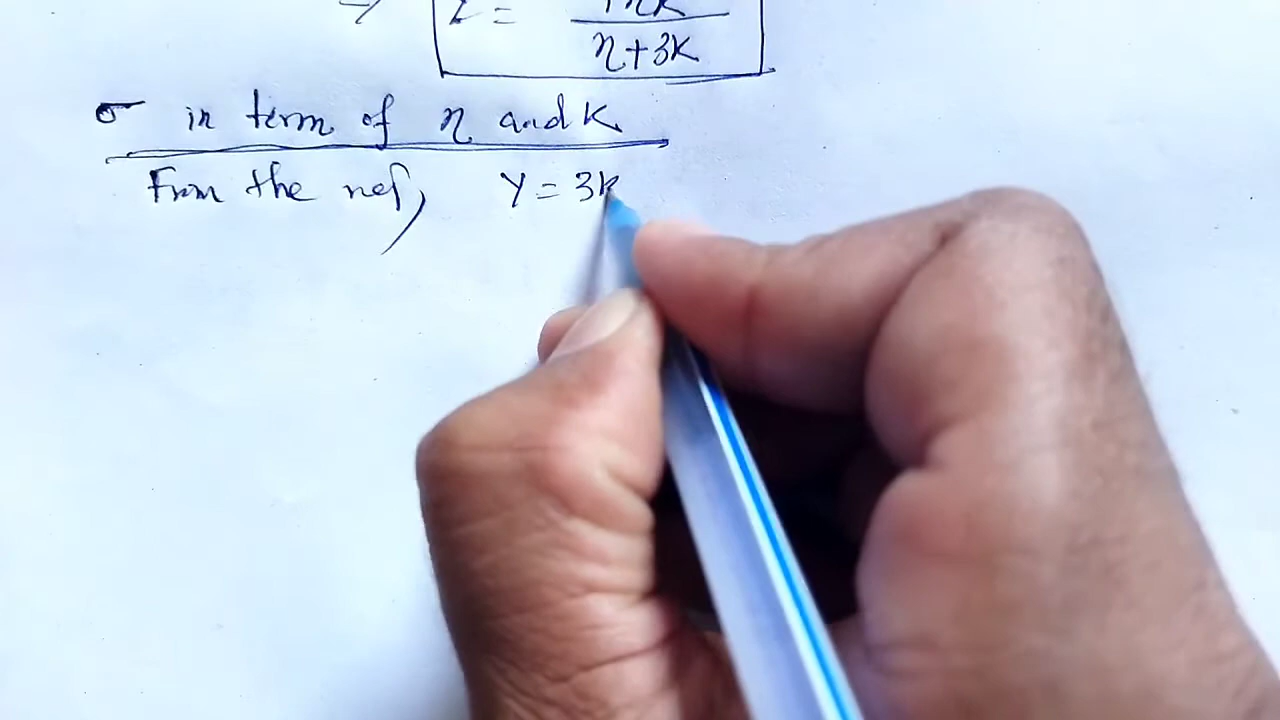 =
n+3K
σ in term of η and K
From the rel, Y = 3K